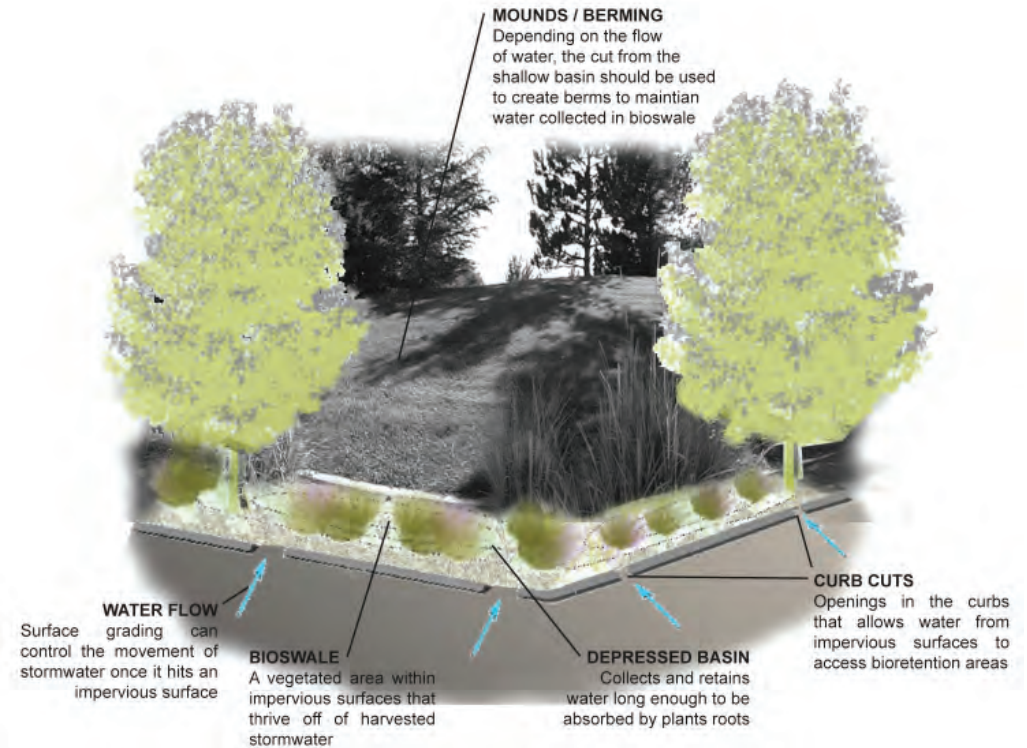 MOUNDS / BERMING
Depending on the flow
of water, the cut from the
shallow basin should be used
to create berms to maintian
water collected in bioswale
WATER FLOW
Surface grading can
control the movement of
stormwater once it hits an
impervious surface
BIOSWALE
A vegetated area within
impervious surfaces that
thrive off of harvested
stormwater
DEPRESSED BASIN
Collects and retains
water long enough to be
absorbed by plants roots
CURB CUTS
Openings in the curbs
that allows water from
impervious surfaces to
access bioretention areas